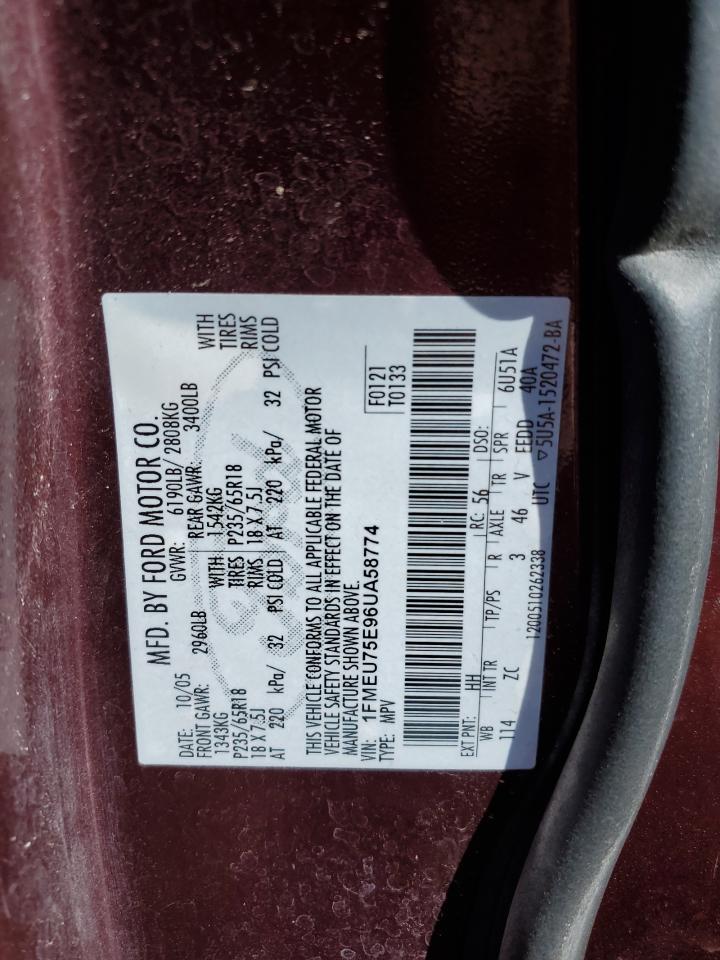 MFD. BY FORD MOTOR CO.
DATE: 10/05 GVWR: 6190LB/ 2808KG
FRONT GAWR: 2960LB REAR GAWR: 3400LB
1343KG WITH 1542KG WITH
P235/65R18 TIRES P235/65R18 TIRES
18 X 7.5J RIMS 18 X 7.5J RIMS
AT 220 kPa/ 32 PSI COLD AT 220 kPa/ 32 PSI COLD
THIS VEHICLE CONFORMS TO ALL APPLICABLE FEDERAL MOTOR
VEHICLE SAFETY STANDARDS IN EFFECT ON THE DATE OF
MANUFACTURE SHOWN ABOVE.
VIN: 1FMEU75E96UA58774
TYPE: MPV
F0121
T0133
EXT PNT: HH RC: 56 DSO:
WB INT TR TP/PS R AXLE TR SPR 6U51A
114 ZC 3 46 V EEDD 40A
1200510262338 UTC ▽5U5A-1520472-BA